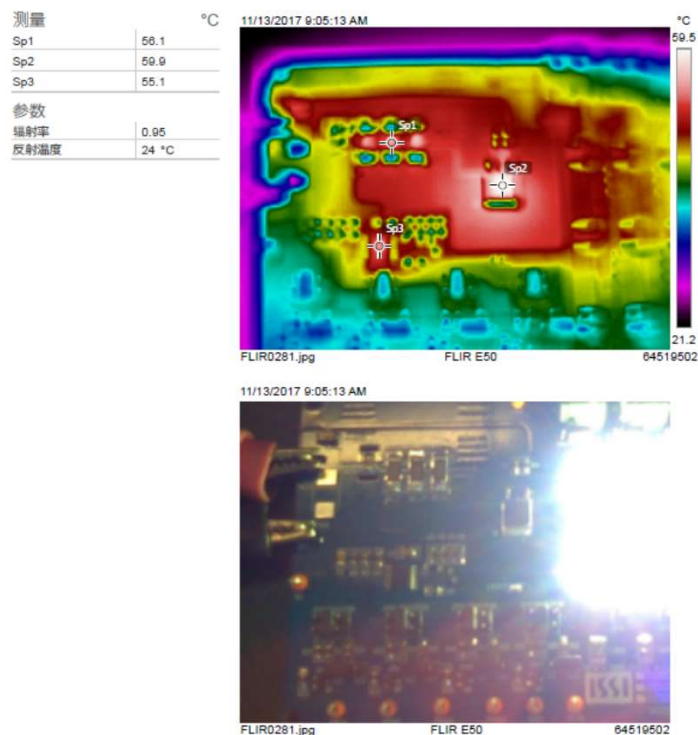 测量 °C
Sp1 56.1
Sp2 59.9
Sp3 55.1
参数
辐射率 0.95
反射温度 24 °C
11/13/2017 9:05:13 AM °C
59.5
Sp1
Sp2
Sp3
21.2
FLIR0281.jpg FLIR E50 64519502
11/13/2017 9:05:13 AM
ISSI
FLIR0281.jpg FLIR E50 64519502